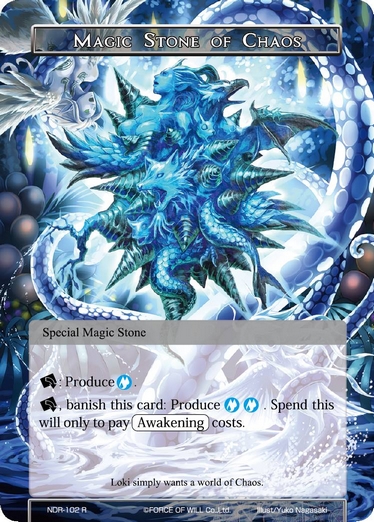 Magic Stone of Chaos
Special Magic Stone
: Produce .
, banish this card: Produce . Spend this
will only to pay Awakening costs.
Loki simply wants a world of Chaos.
NDR-102 R ©FORCE OF WILL Co.,Ltd. Illust/Yuko Nagasaki